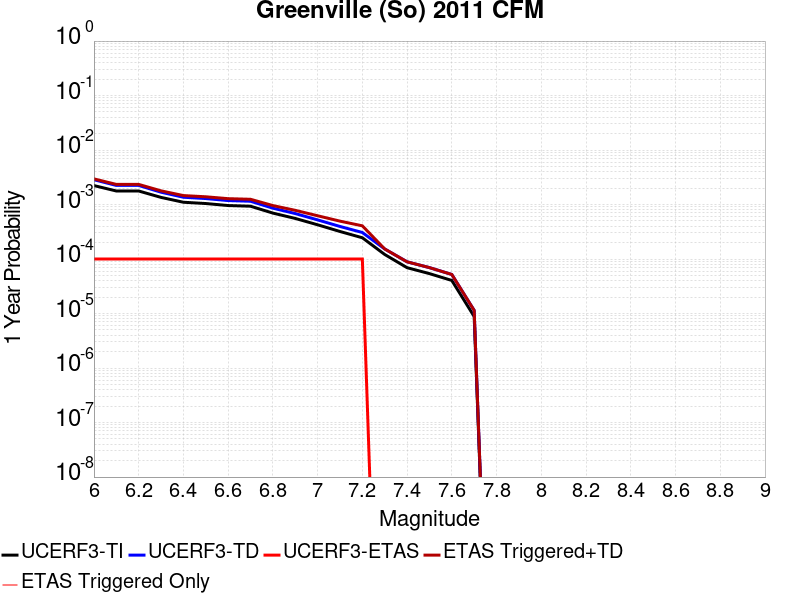 Greenville (So) 2011 CFM
10^0
10^-1
10^-2
10^-3
10^-4
10^-5
10^-6
10^-7
10^-8
1 Year Probability
6 6.2 6.4 6.6 6.8 7 7.2 7.4 7.6 7.8 8 8.2 8.4 8.6 8.8 9
Magnitude
UCERF3-TI UCERF3-TD UCERF3-ETAS ETAS Triggered+TD
ETAS Triggered Only